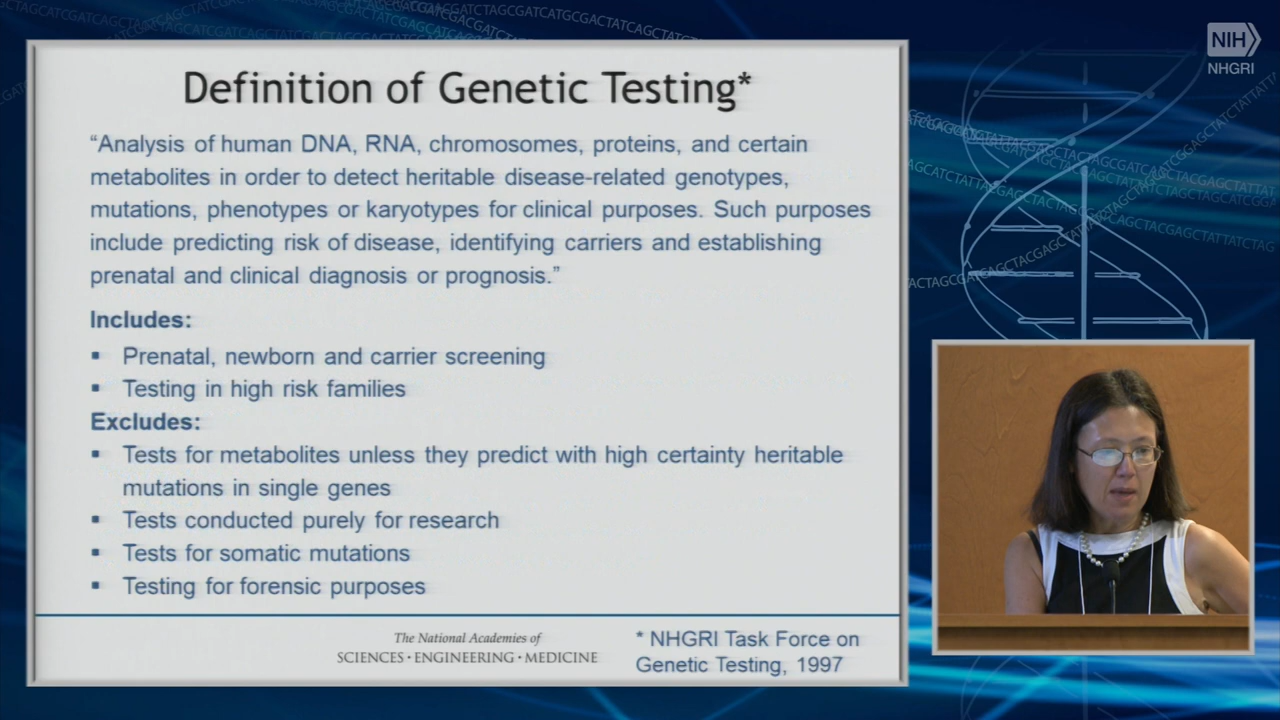 NIH
NHGRI
Definition of Genetic Testing*
“Analysis of human DNA, RNA, chromosomes, proteins, and certain
metabolites in order to detect heritable disease-related genotypes,
mutations, phenotypes or karyotypes for clinical purposes. Such purposes
include predicting risk of disease, identifying carriers and establishing
prenatal and clinical diagnosis or prognosis.”
Includes:
▪ Prenatal, newborn and carrier screening
▪ Testing in high risk families
Excludes:
▪ Tests for metabolites unless they predict with high certainty heritable
mutations in single genes
▪ Tests conducted purely for research
▪ Tests for somatic mutations
▪ Testing for forensic purposes
The National Academies of
SCIENCES • ENGINEERING • MEDICINE
* NHGRI Task Force on
Genetic Testing, 1997